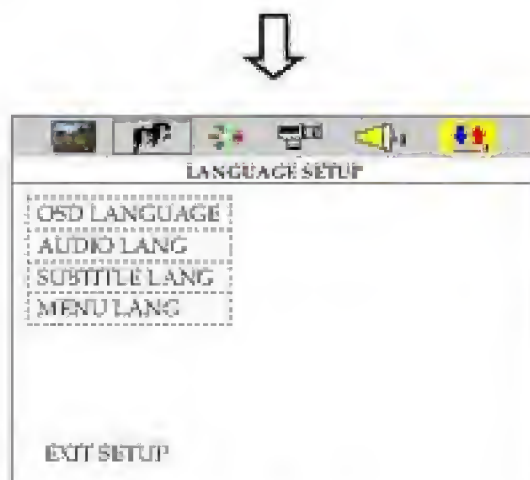 LANGUAGE SETUP
OSD LANGUAGE
AUDIO LANG
SUBTITLE LANG
MENU LANG
EXIT SETUP